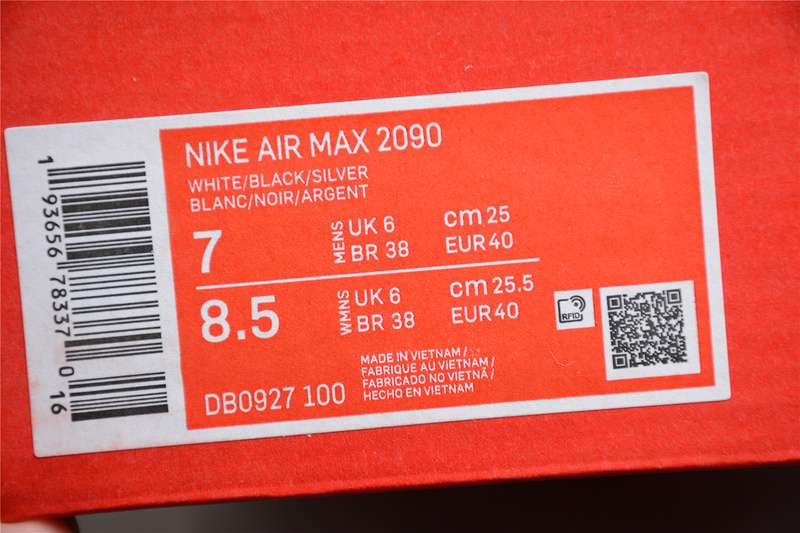 NIKE AIR MAX 2090
WHITE/BLACK/SILVER
BLANC/NOIR/ARGENT
7 MENS UK 6 cm 25
BR 38 EUR 40
8.5 WMNS UK 6 cm 25.5
BR 38 EUR 40
RFID
DB0927 100
MADE IN VIETNAM /
FABRIQUE AU VIETNAM /
FABRICADO NO VIETNÃ /
HECHO EN VIETNAM
1 93656 78337 0 16